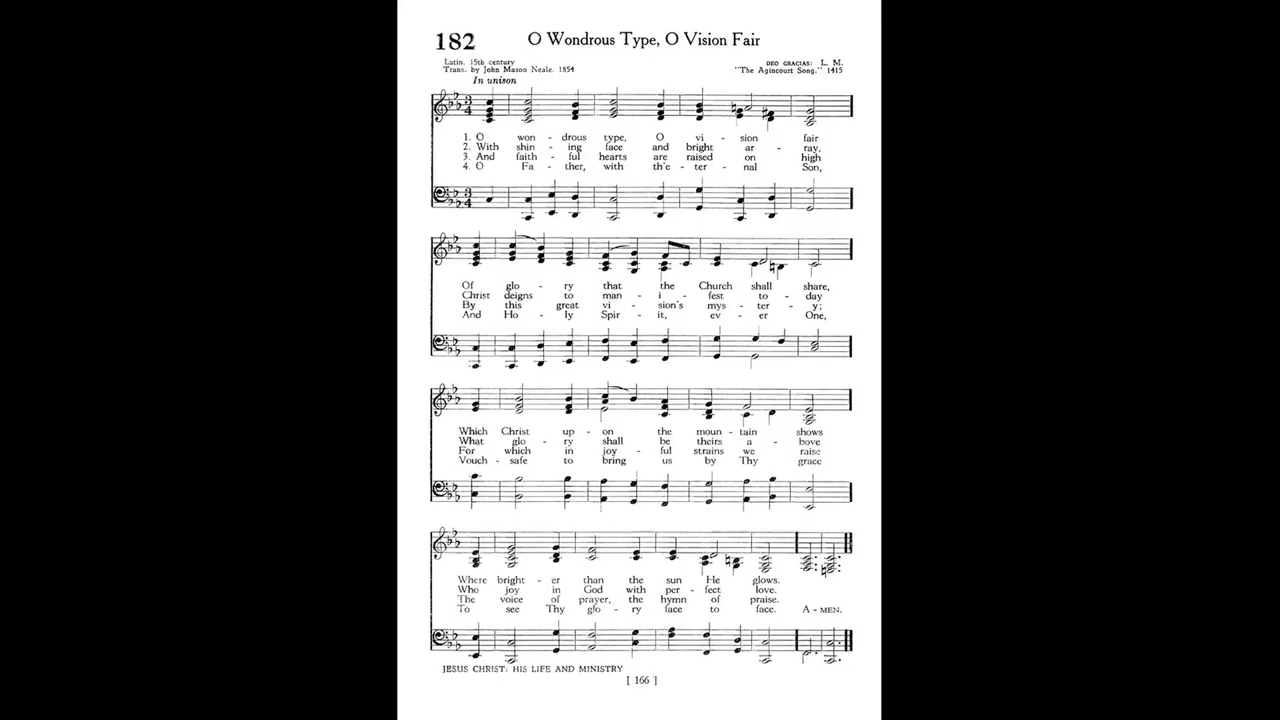 182
O Wondrous Type, O Vision Fair
Latin. 15th century
Trans. by John Mason Neale. 1854
DEO GRACIAS: L. M.
"The Agincourt Song." 1415
In unison
1. O won - drous type, O vi - sion fair
2. With shin - ing face and bright ar - ray,
3. And faith - ful hearts are raised on high
4. O Fa - ther, with th'e - ter - nal Son,
Of glo - ry that the Church shall share,
Christ deigns to man - i - fest to - day
By this great vi - sion's mys - ter - y;
And Ho - ly Spir - it, ev - er One,
Which Christ up - on the moun - tain shows
What glo - ry shall be theirs a - bove
For which in joy - ful strains we raise
Vouch - safe to bring us by Thy grace
Where bright - er than the sun He glows.
Who joy in God with per - fect love.
The voice of prayer, the hymn of praise.
To see Thy glo - ry face to face. A - MEN.
JESUS CHRIST: HIS LIFE AND MINISTRY
[ 166 ]